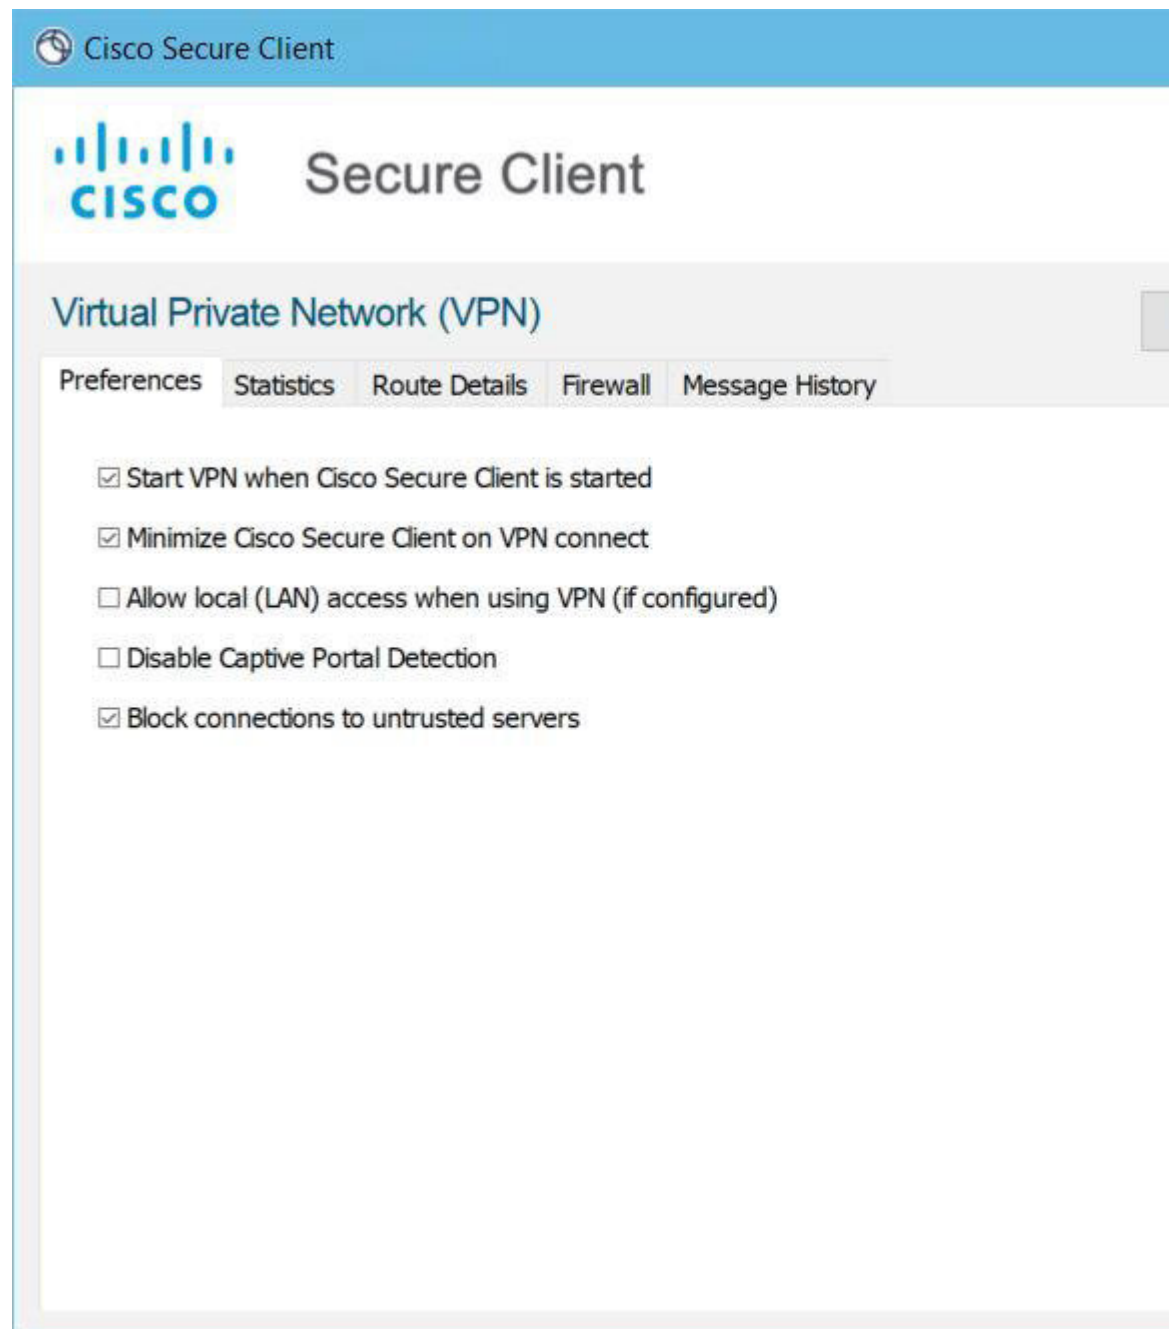 Cisco Secure Client
CISCO
Secure Client
Virtual Private Network (VPN)
Preferences Statistics Route Details Firewall Message History
Start VPN when Cisco Secure Client is started
Minimize Cisco Secure Client on VPN connect
Allow local (LAN) access when using VPN (if configured)
Disable Captive Portal Detection
Block connections to untrusted servers